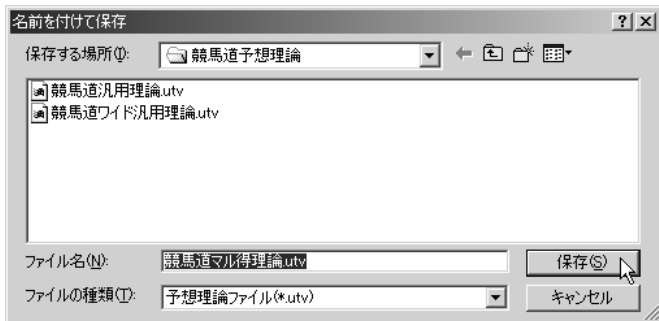 名前を付けて保存
保存する場所(I): 競馬道予想理論
競馬道汎用理論.utv
競馬道ワイド汎用理論.utv
ファイル名(N): 競馬道マル得理論.utv 保存(S)
ファイルの種類(T): 予想理論ファイル(*.utv) キャンセル